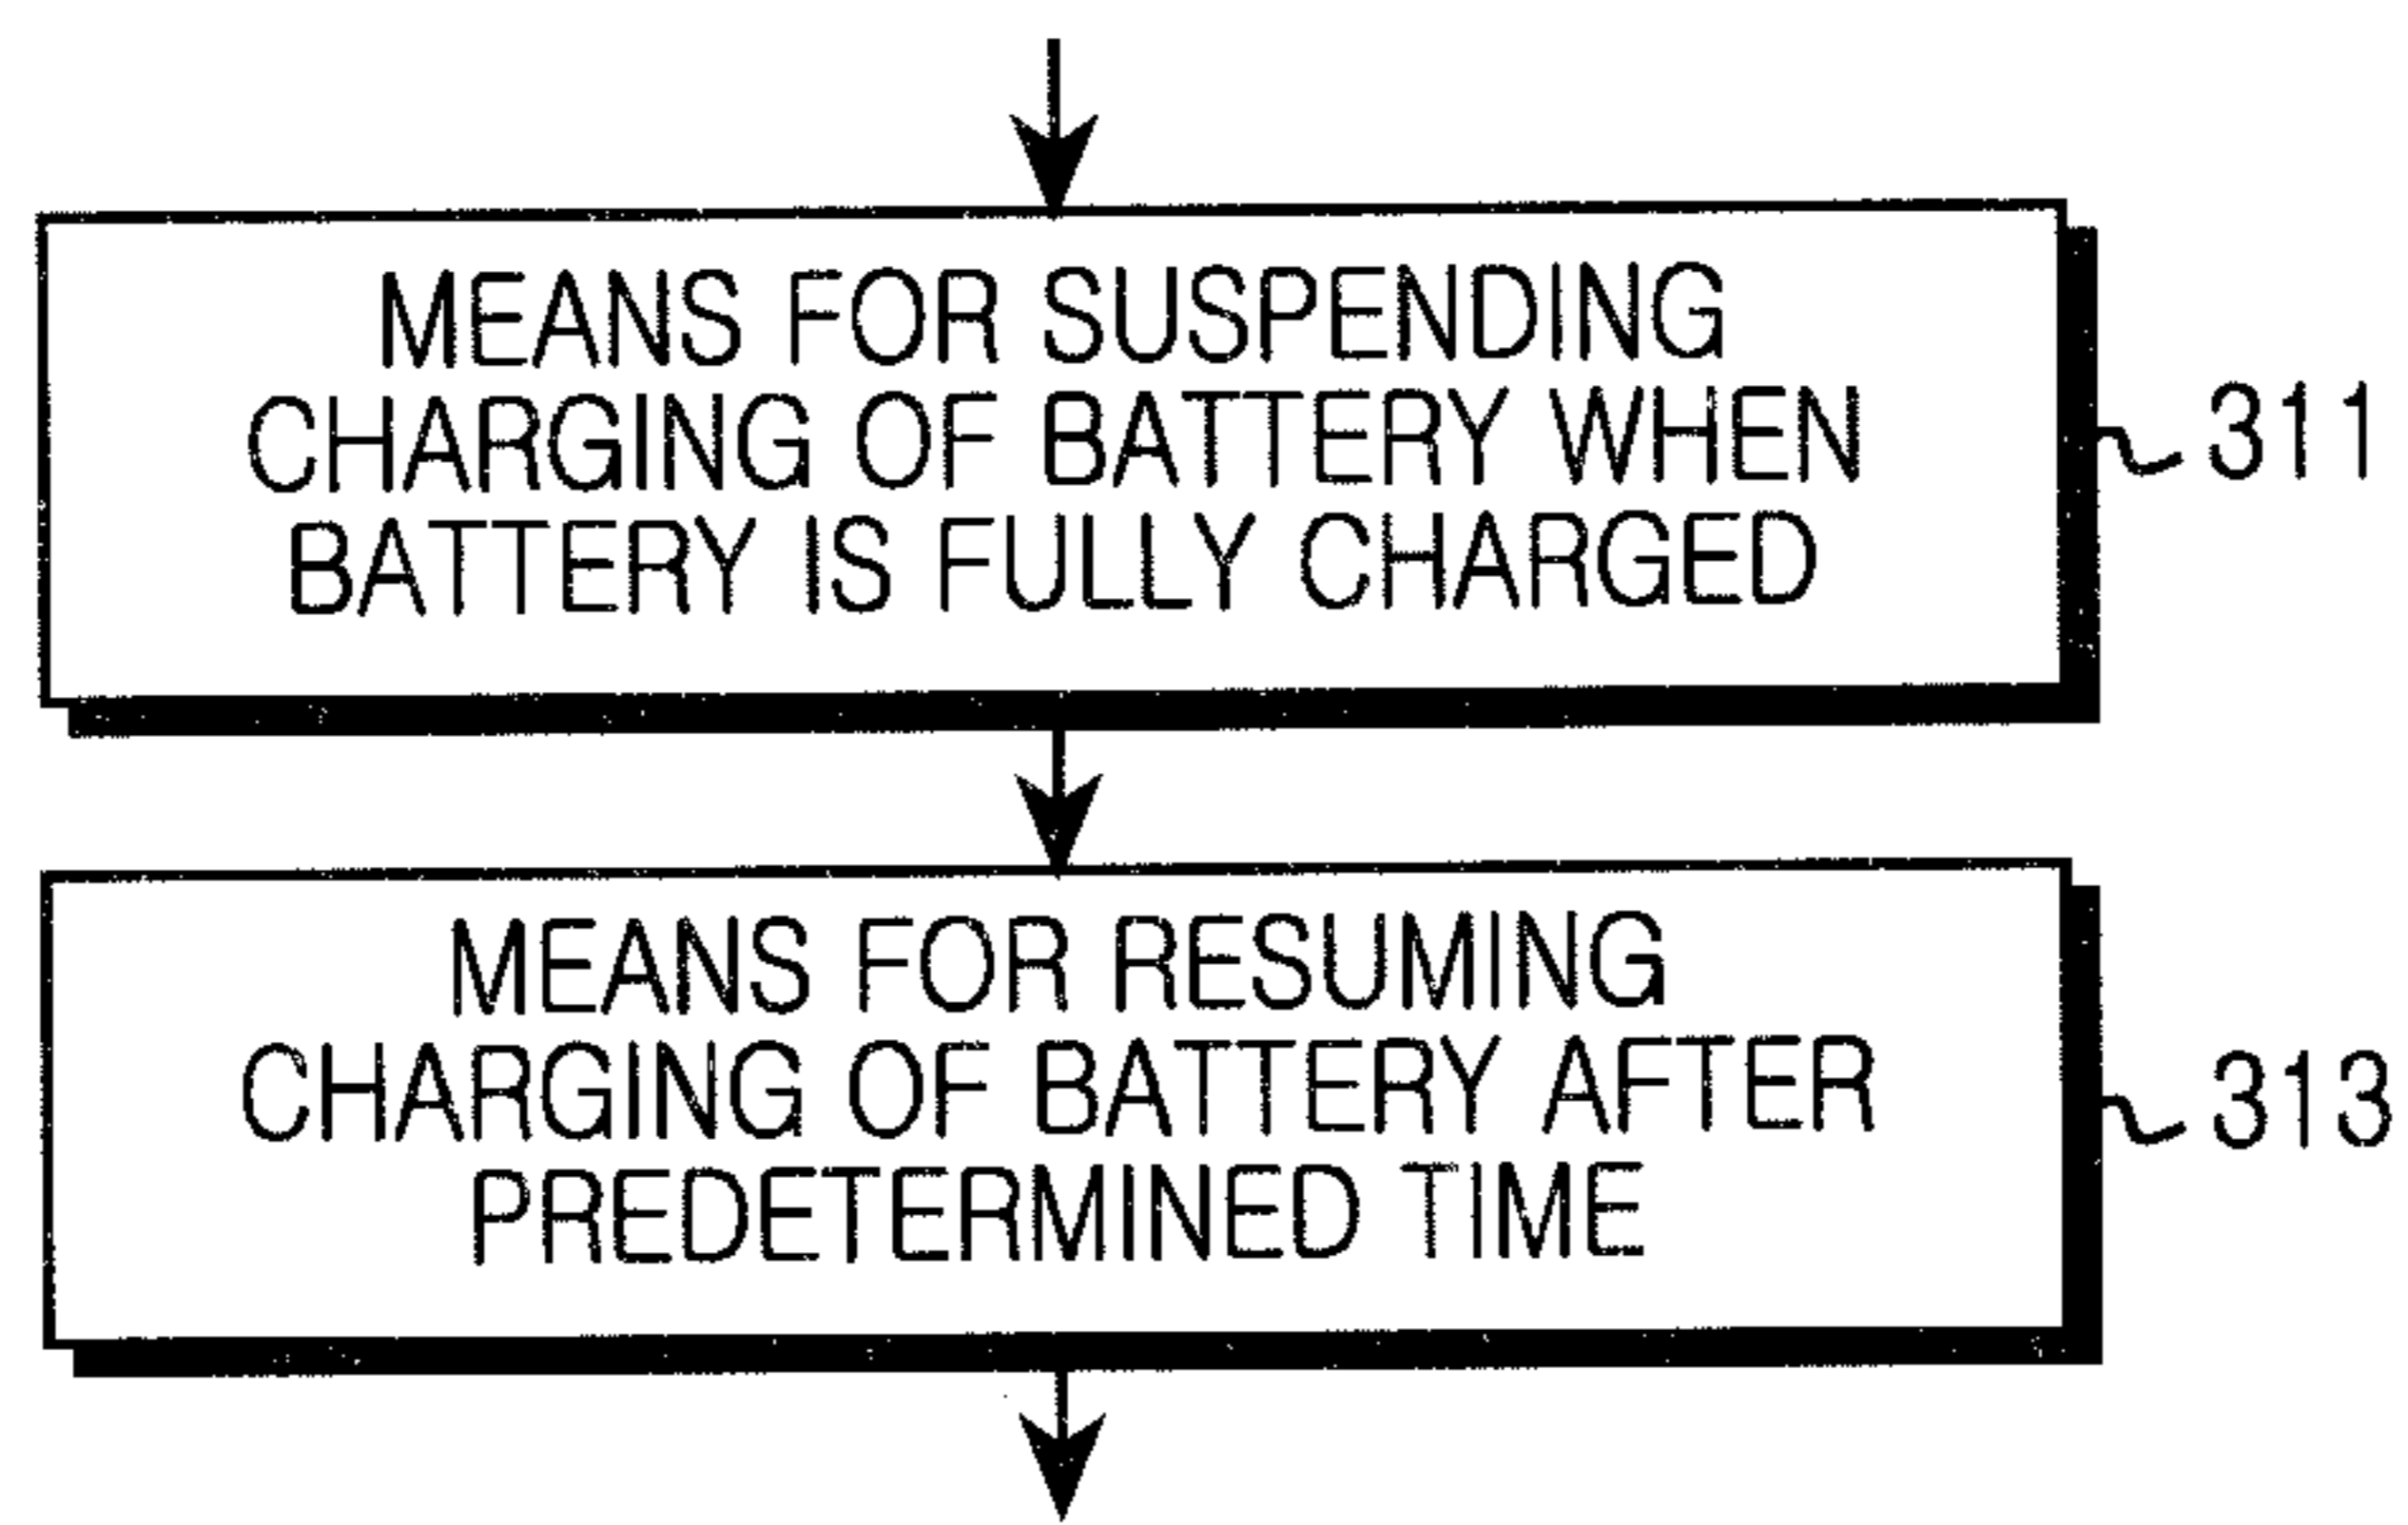 MEANS FOR SUSPENDING
CHARGING OF BATTERY WHEN
BATTERY IS FULLY CHARGED
311
MEANS FOR RESUMING
CHARGING OF BATTERY AFTER
PREDETERMINED TIME
313